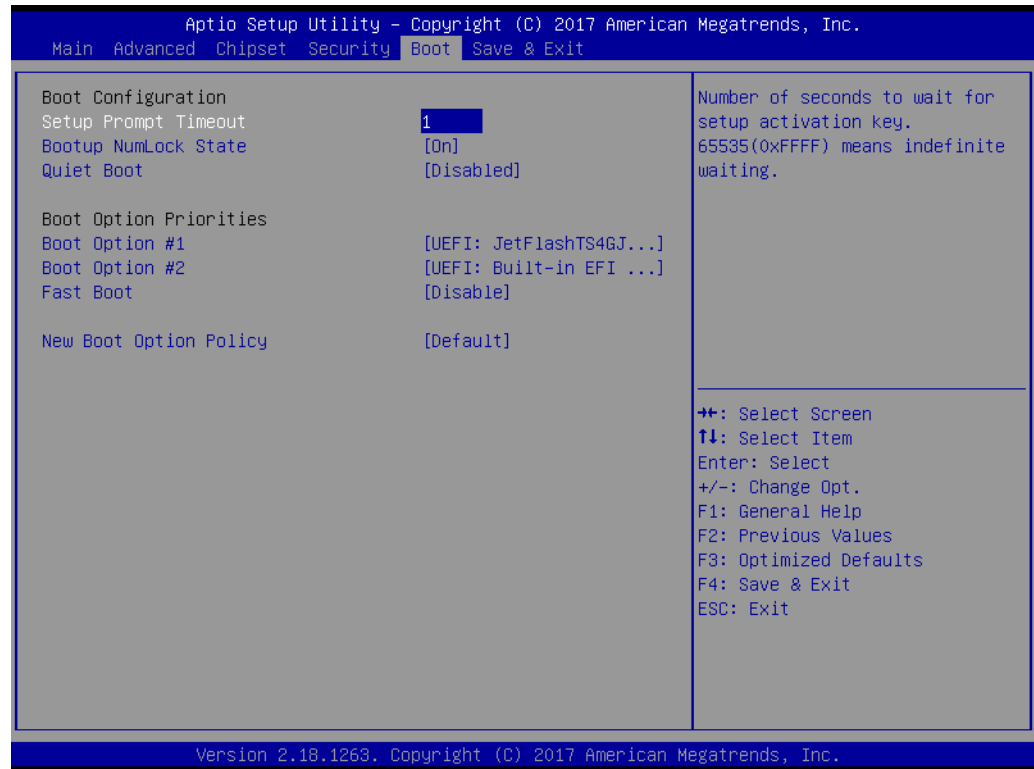 Aptio Setup Utility – Copyright (C) 2017 American Megatrends, Inc.
Main Advanced Chipset Security Boot Save & Exit
Boot Configuration
Setup Prompt Timeout 1
Bootup NumLock State [On]
Quiet Boot [Disabled]
Boot Option Priorities
Boot Option #1 [UEFI: JetFlashTS4GJ...]
Boot Option #2 [UEFI: Built-in EFI ...]
Fast Boot [Disable]
New Boot Option Policy [Default]
Number of seconds to wait for
setup activation key.
65535(0xFFFF) means indefinite
waiting.
→←: Select Screen
↑↓: Select Item
Enter: Select
+/-: Change Opt.
F1: General Help
F2: Previous Values
F3: Optimized Defaults
F4: Save & Exit
ESC: Exit
Version 2.18.1263. Copyright (C) 2017 American Megatrends, Inc.